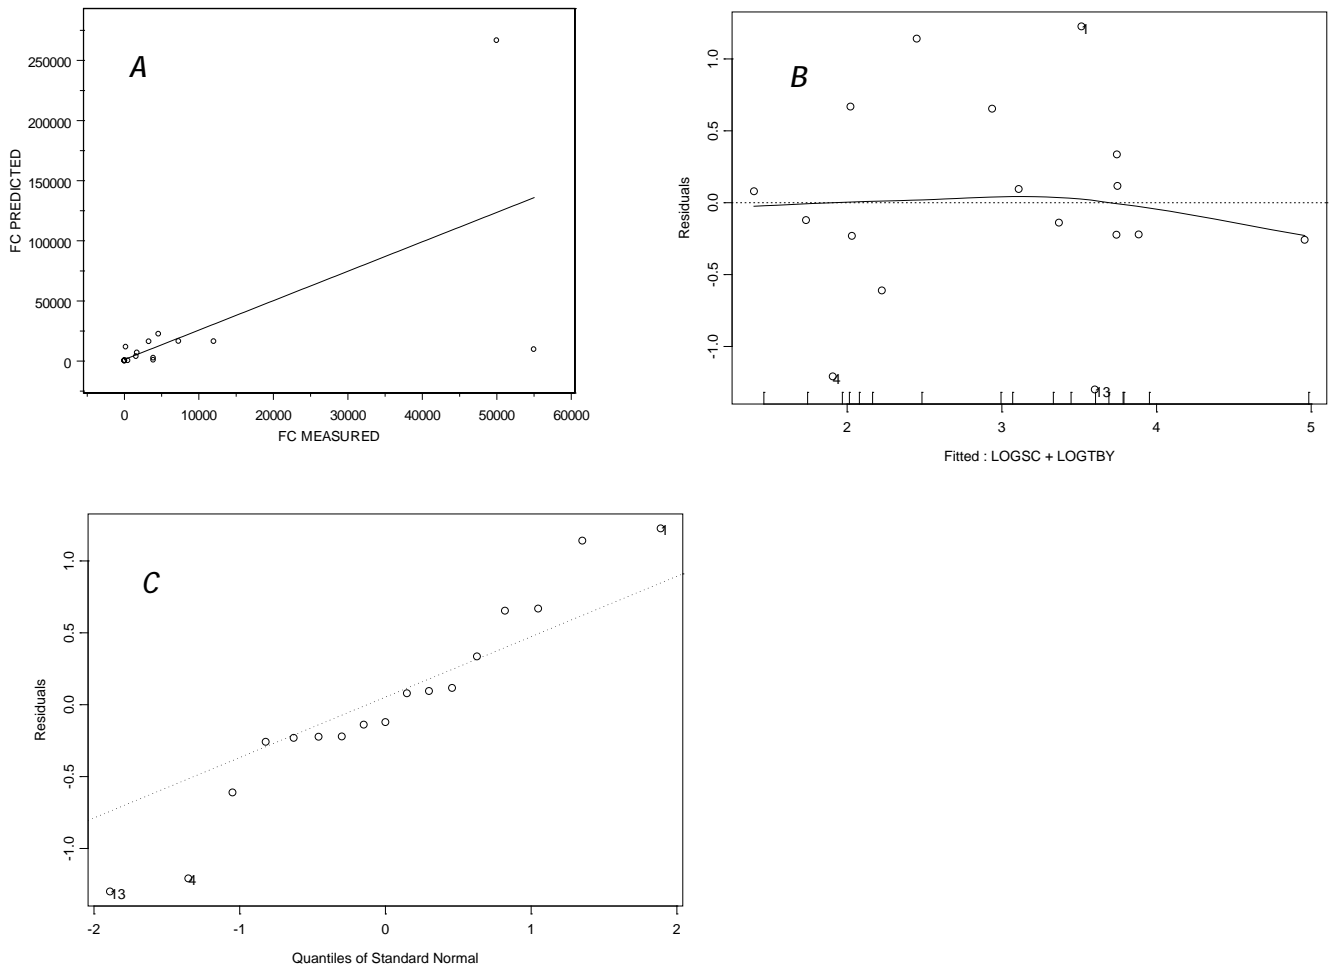 A
250000
200000
150000
100000
50000
0
FC PREDICTED
0 10000 20000 30000 40000 50000 60000
FC MEASURED
B
1
1.0
0.5
0.0
-0.5
-1.0
Residuals
4
13
2 3 4 5
Fitted : LOGSC + LOGTBY
C
1
1.0
0.5
0.0
-0.5
-1.0
Residuals
4
13
-2 -1 0 1 2
Quantiles of Standard Normal